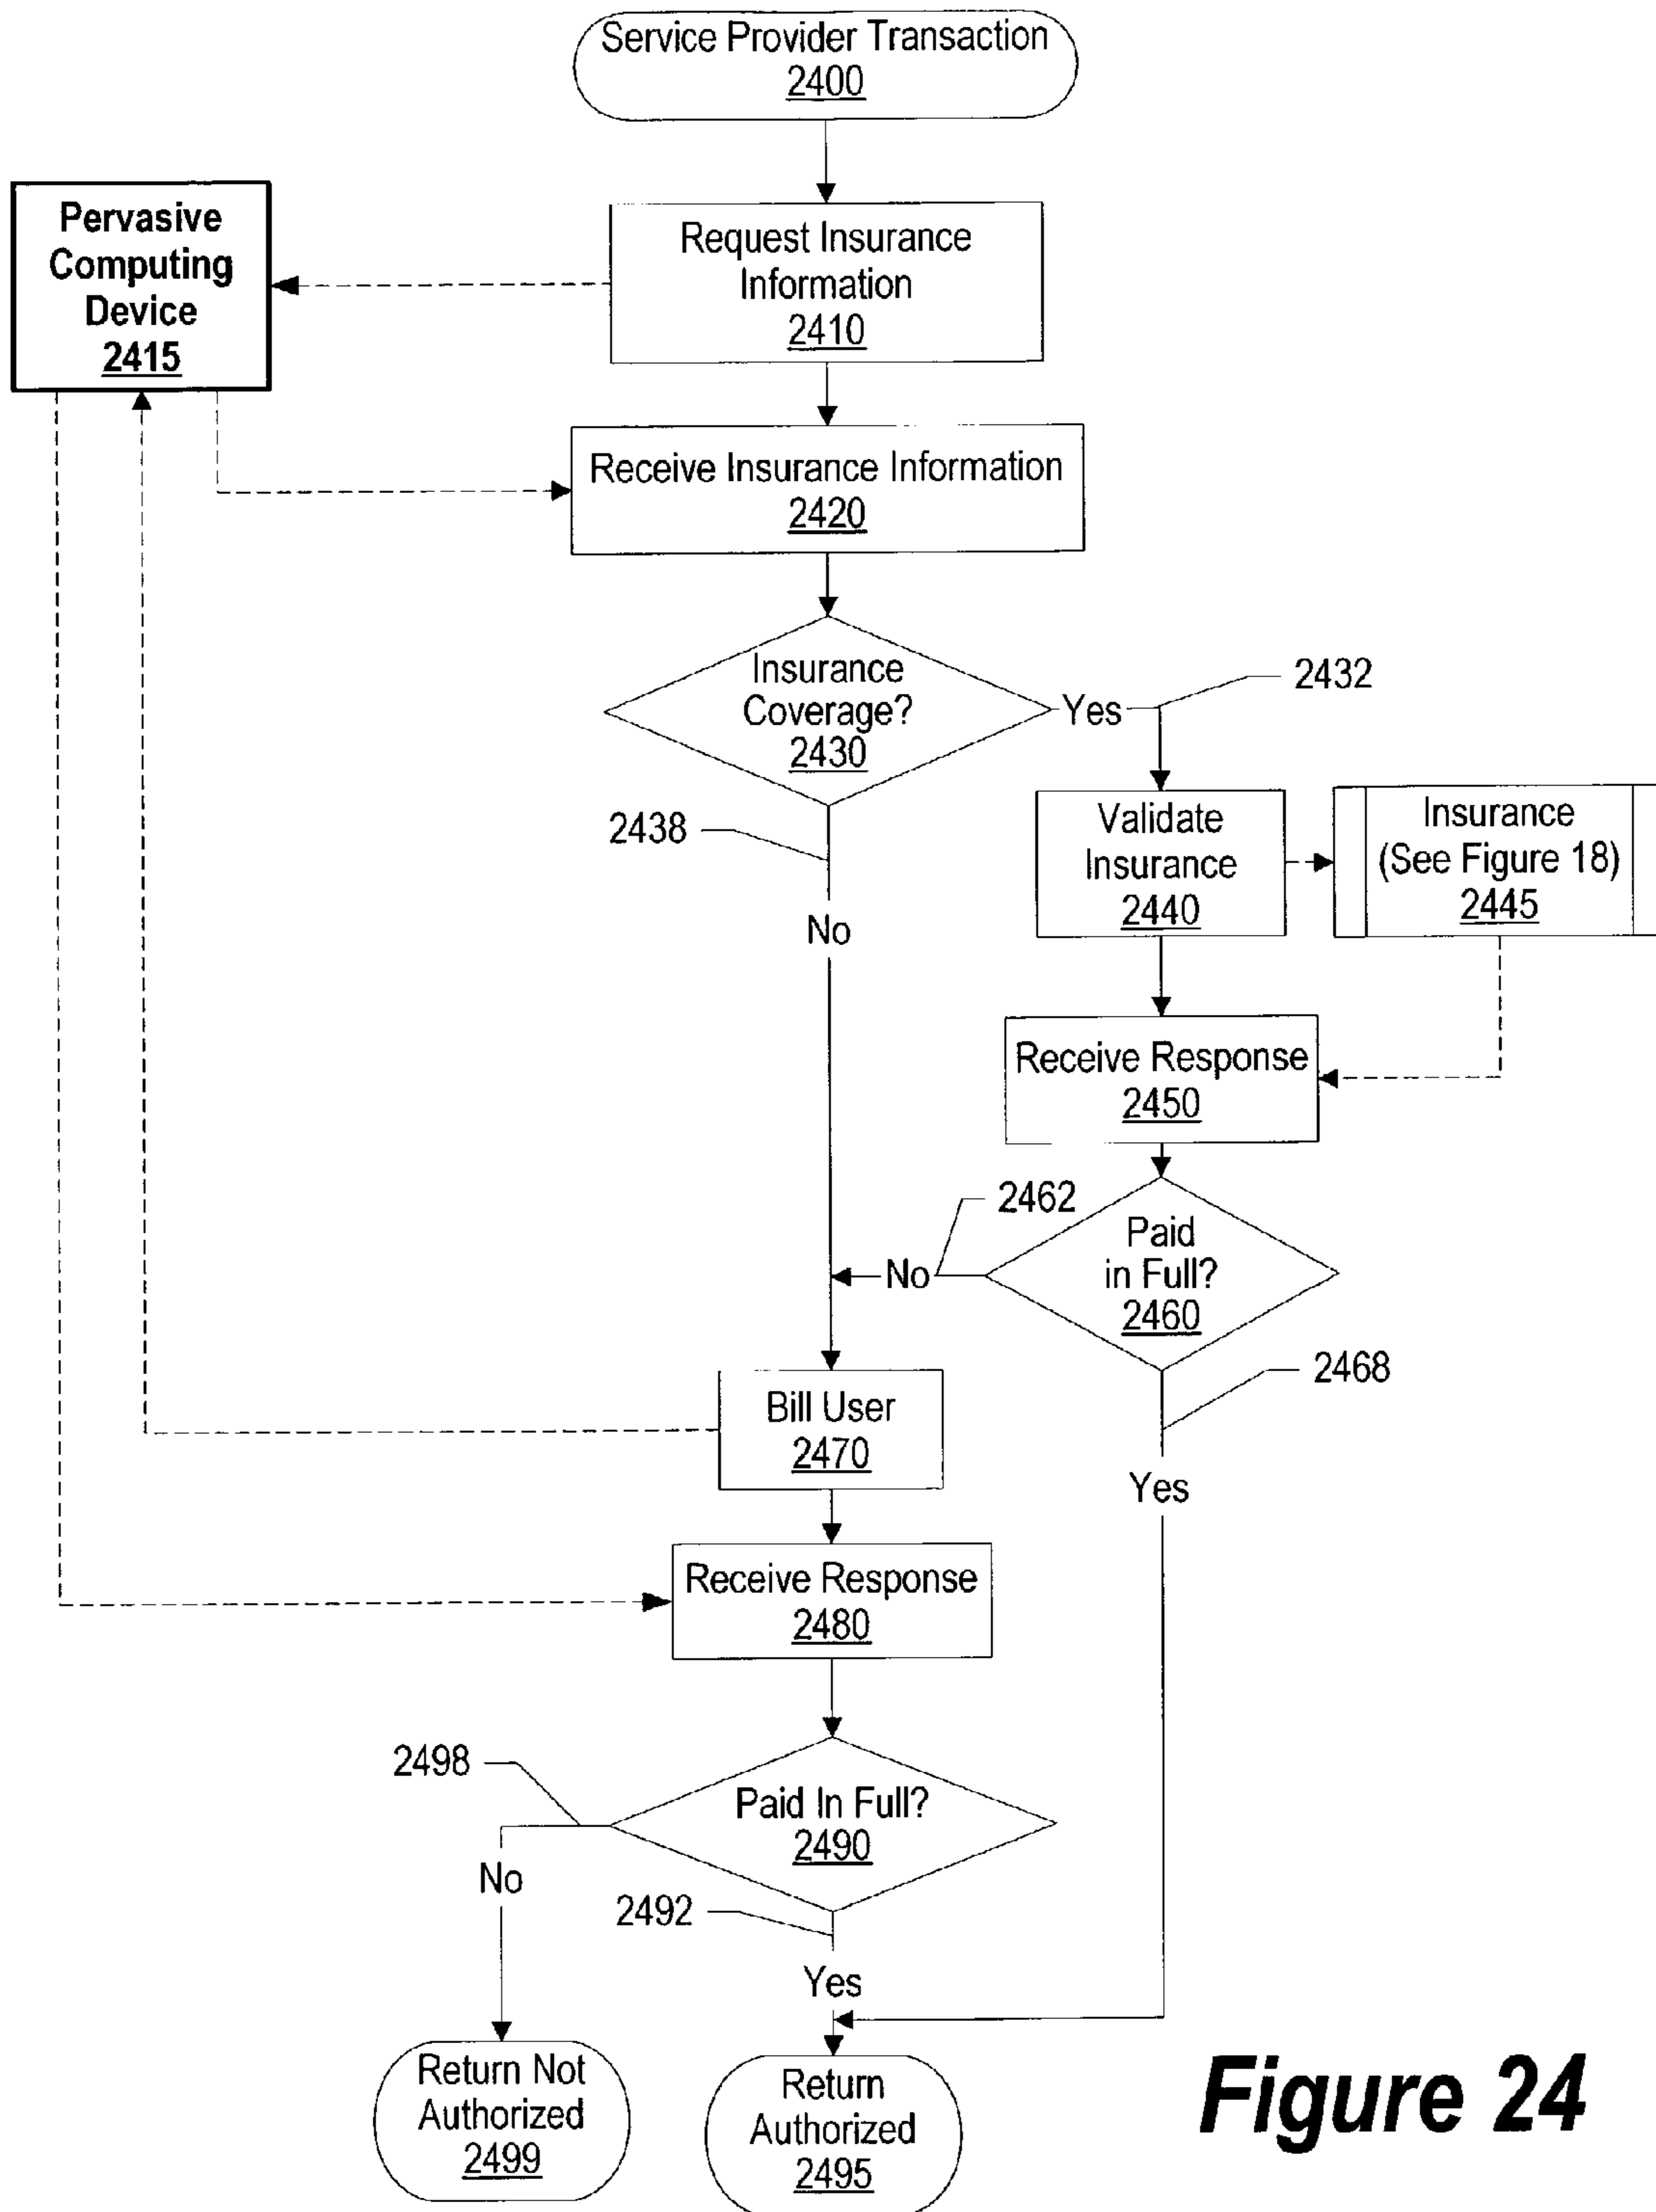 Service Provider Transaction
2400
Pervasive
Computing
Device
2415
Request Insurance
Information
2410
Receive Insurance Information
2420
Insurance
Coverage?
2430
Yes
2432
2438
No
Validate
Insurance
2440
Insurance
(See Figure 18)
2445
Receive Response
2450
2462
No
Paid
in Full?
2460
2468
Yes
Bill User
2470
Receive Response
2480
2498
Paid In Full?
2490
No
2492
Yes
Return Not
Authorized
2499
Return
Authorized
2495
Figure 24